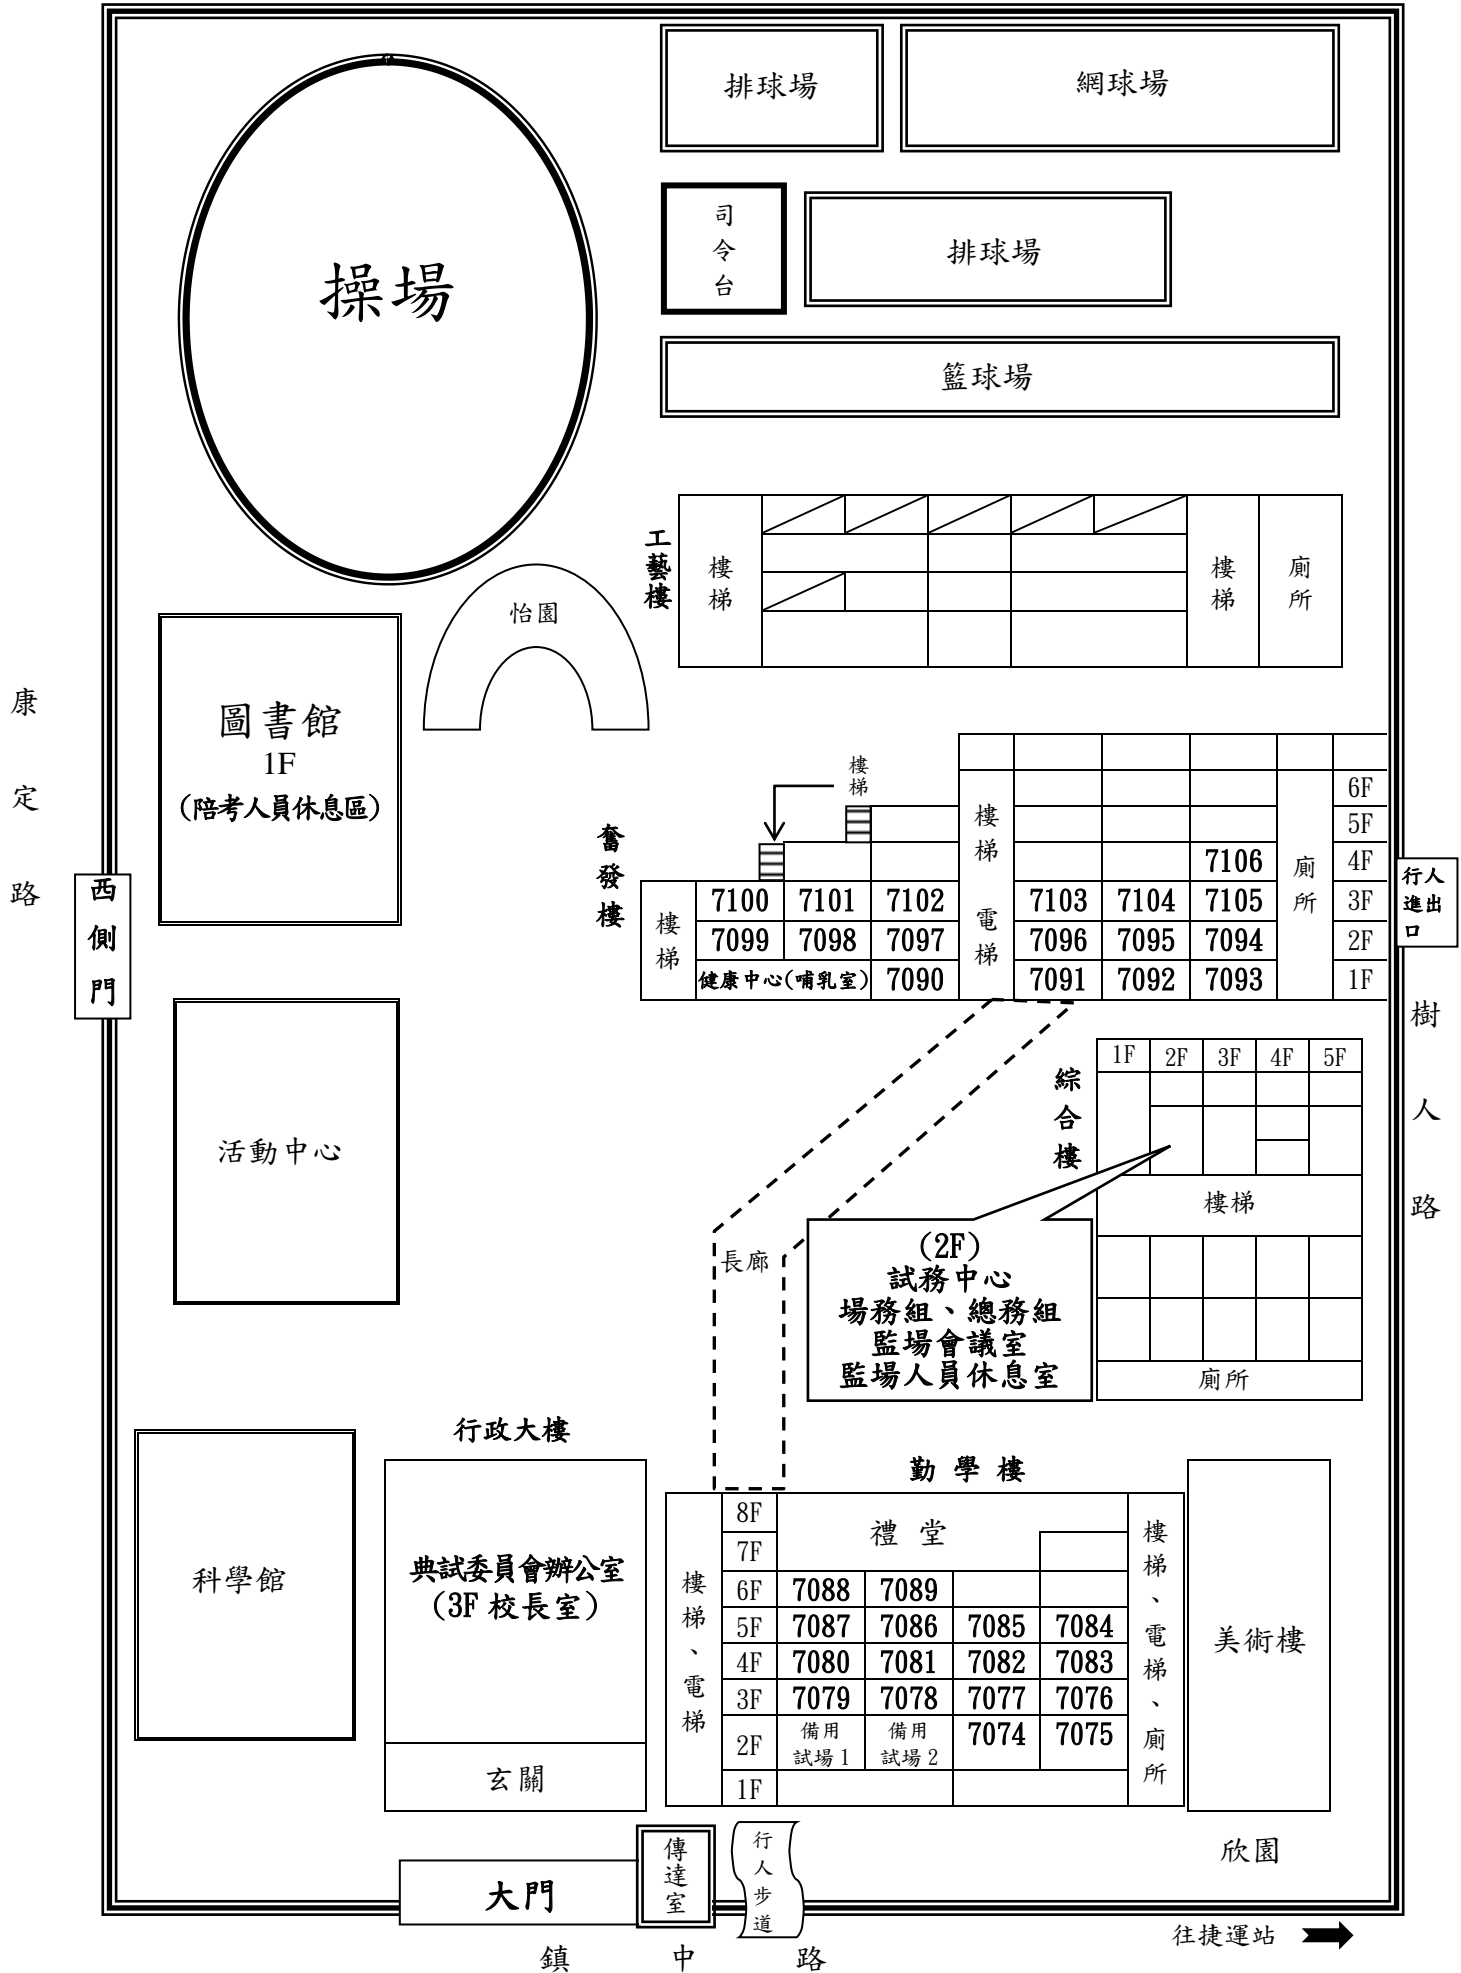 排球場
網球場
司令台
排球場
操場
籃球場
工藝樓
樓梯
樓梯
廁所
怡園
圖書館
1F
(陪考人員休息區)
康定路
西側門
奮發樓
樓梯
樓梯
電梯
廁所
6F
5F
7106
4F
樓梯
7100 7101 7102 7103 7104 7105 3F
7099 7098 7097 7096 7095 7094 2F
健康中心(哺乳室) 7090 7091 7092 7093 1F
行人
進出
口
樹人路
綜合樓
1F 2F 3F 4F 5F
樓梯
廁所
活動中心
長廊
(2F)
試務中心
場務組、總務組
監場會議室
監場人員休息室
行政大樓
典試委員會辦公室
(3F 校長室)
玄關
科學館
勤學樓
樓梯、電梯
8F
禮堂
7F
6F 7088 7089
5F 7087 7086 7085 7084
4F 7080 7081 7082 7083
3F 7079 7078 7077 7076
2F 備用試場 1 備用試場 2 7074 7075
1F
樓梯、電梯、廁所
美術樓
欣園
大門
傳達室
行人步道
往捷運站
鎮中路